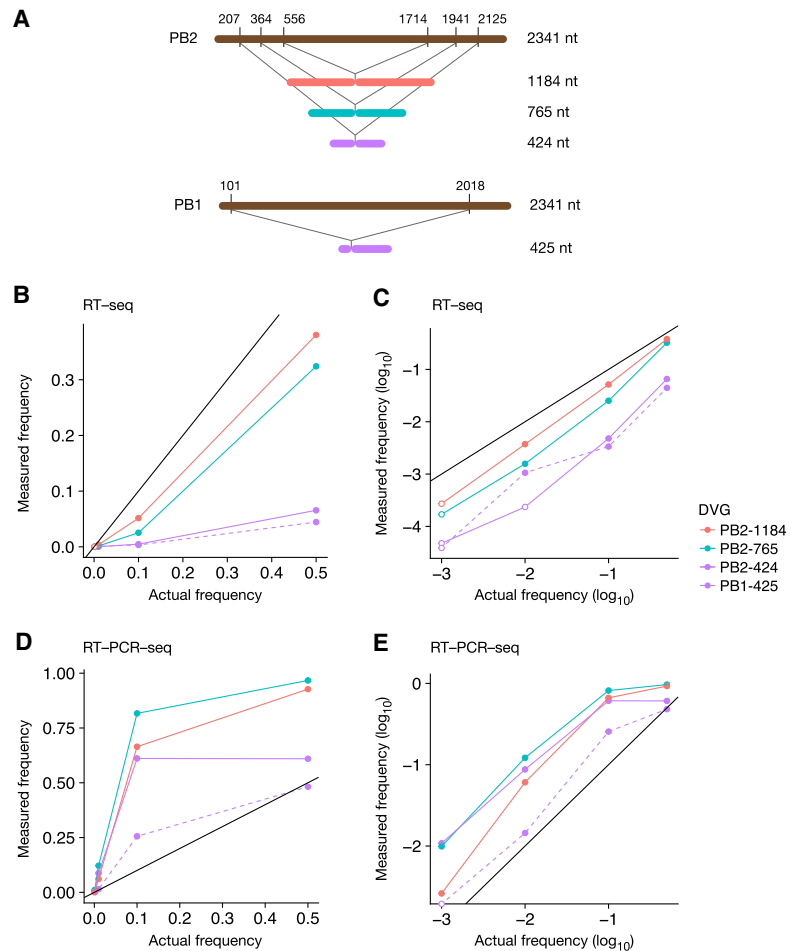 A
207 364 556 1714 1941 2125
PB2 2341 nt
1184 nt
765 nt
424 nt
101 2018
PB1 2341 nt
425 nt
B
RT–seq
Measured frequency
0.3
0.2
0.1
0.0
0.0 0.1 0.2 0.3 0.4 0.5
Actual frequency
C
RT–seq
Measured frequency (log10)
−1
−2
−3
−4
−3 −2 −1
Actual frequency (log10)
DVG
PB2-1184
PB2-765
PB2-424
PB1-425
D
RT–PCR–seq
Measured frequency
1.00
0.75
0.50
0.25
0.00
0.0 0.1 0.2 0.3 0.4 0.5
Actual frequency
E
RT–PCR–seq
Measured frequency (log10)
0
−1
−2
−3 −2 −1
Actual frequency (log10)